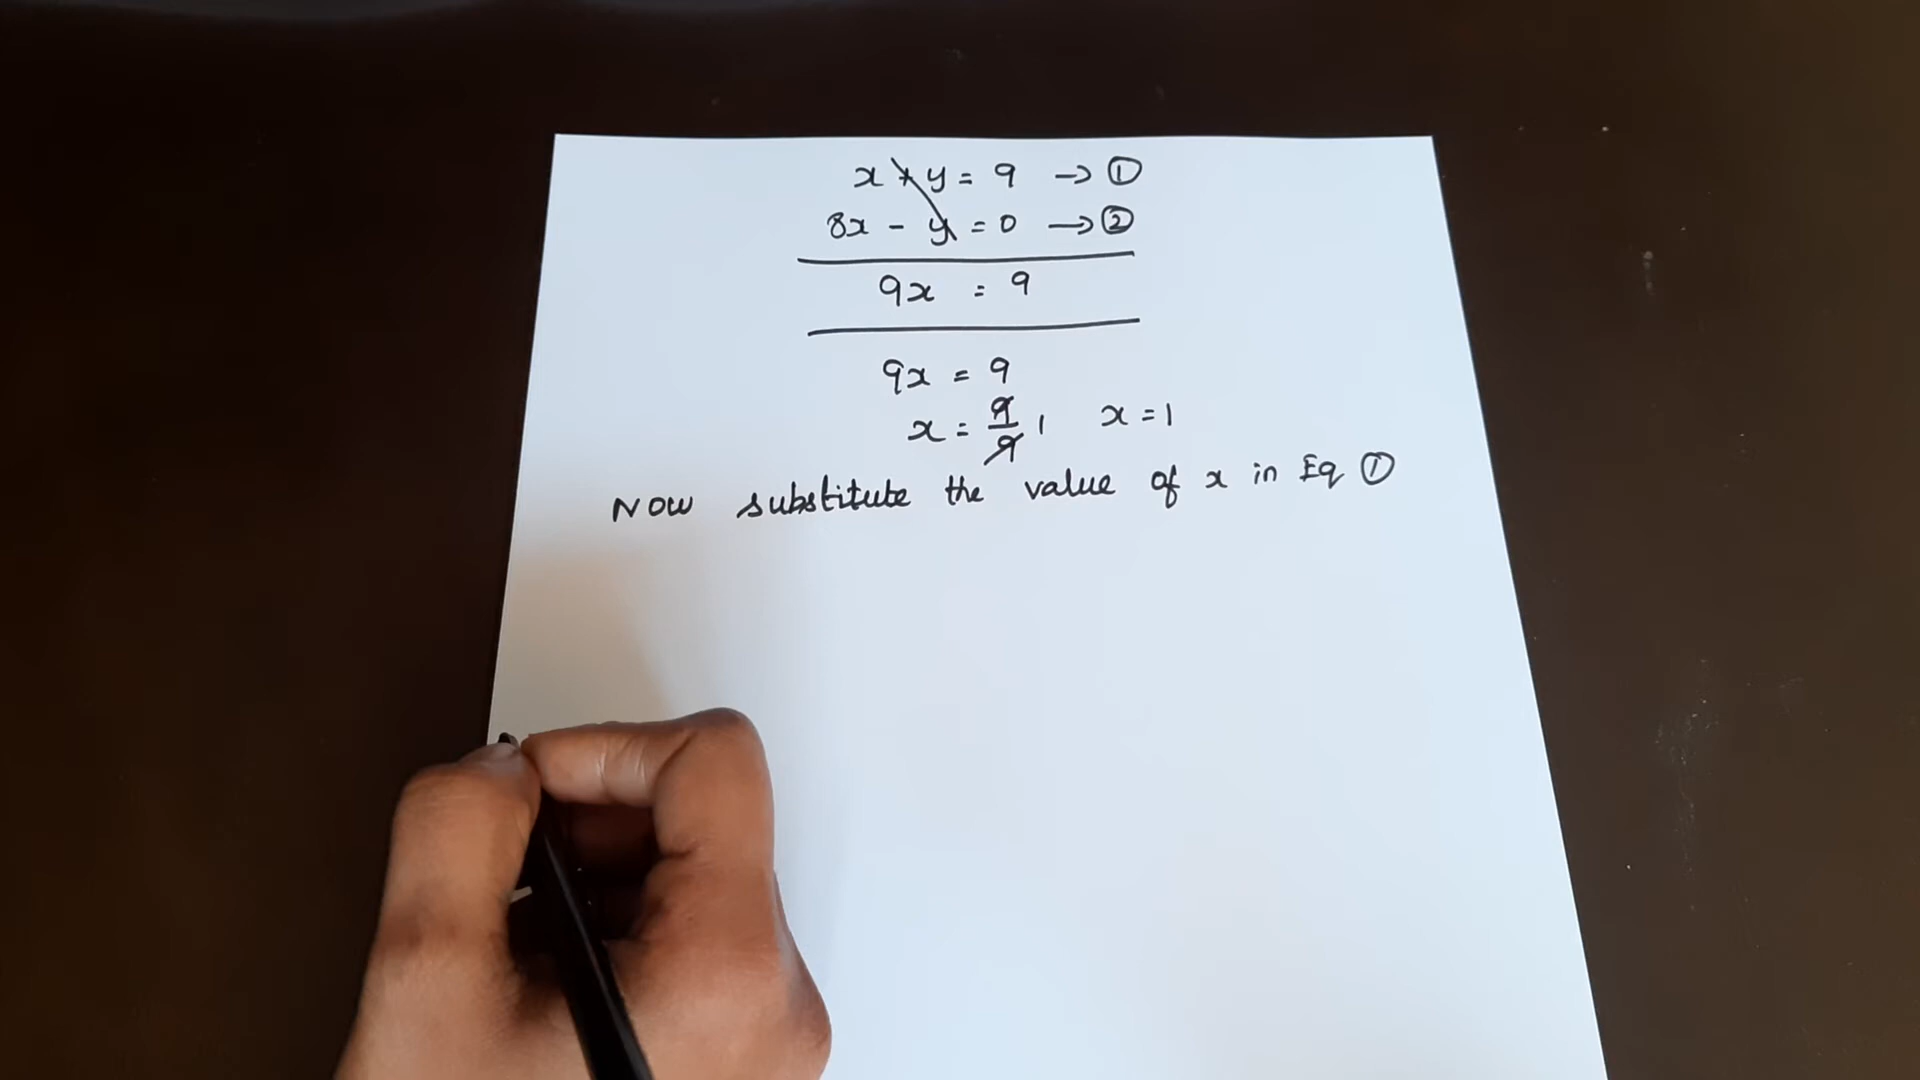 x + y = 9 → ①
8x - y = 0 → ②
9x = 9
9x = 9
x = 9/9 1 x = 1
Now substitute the value of x in Eq ①